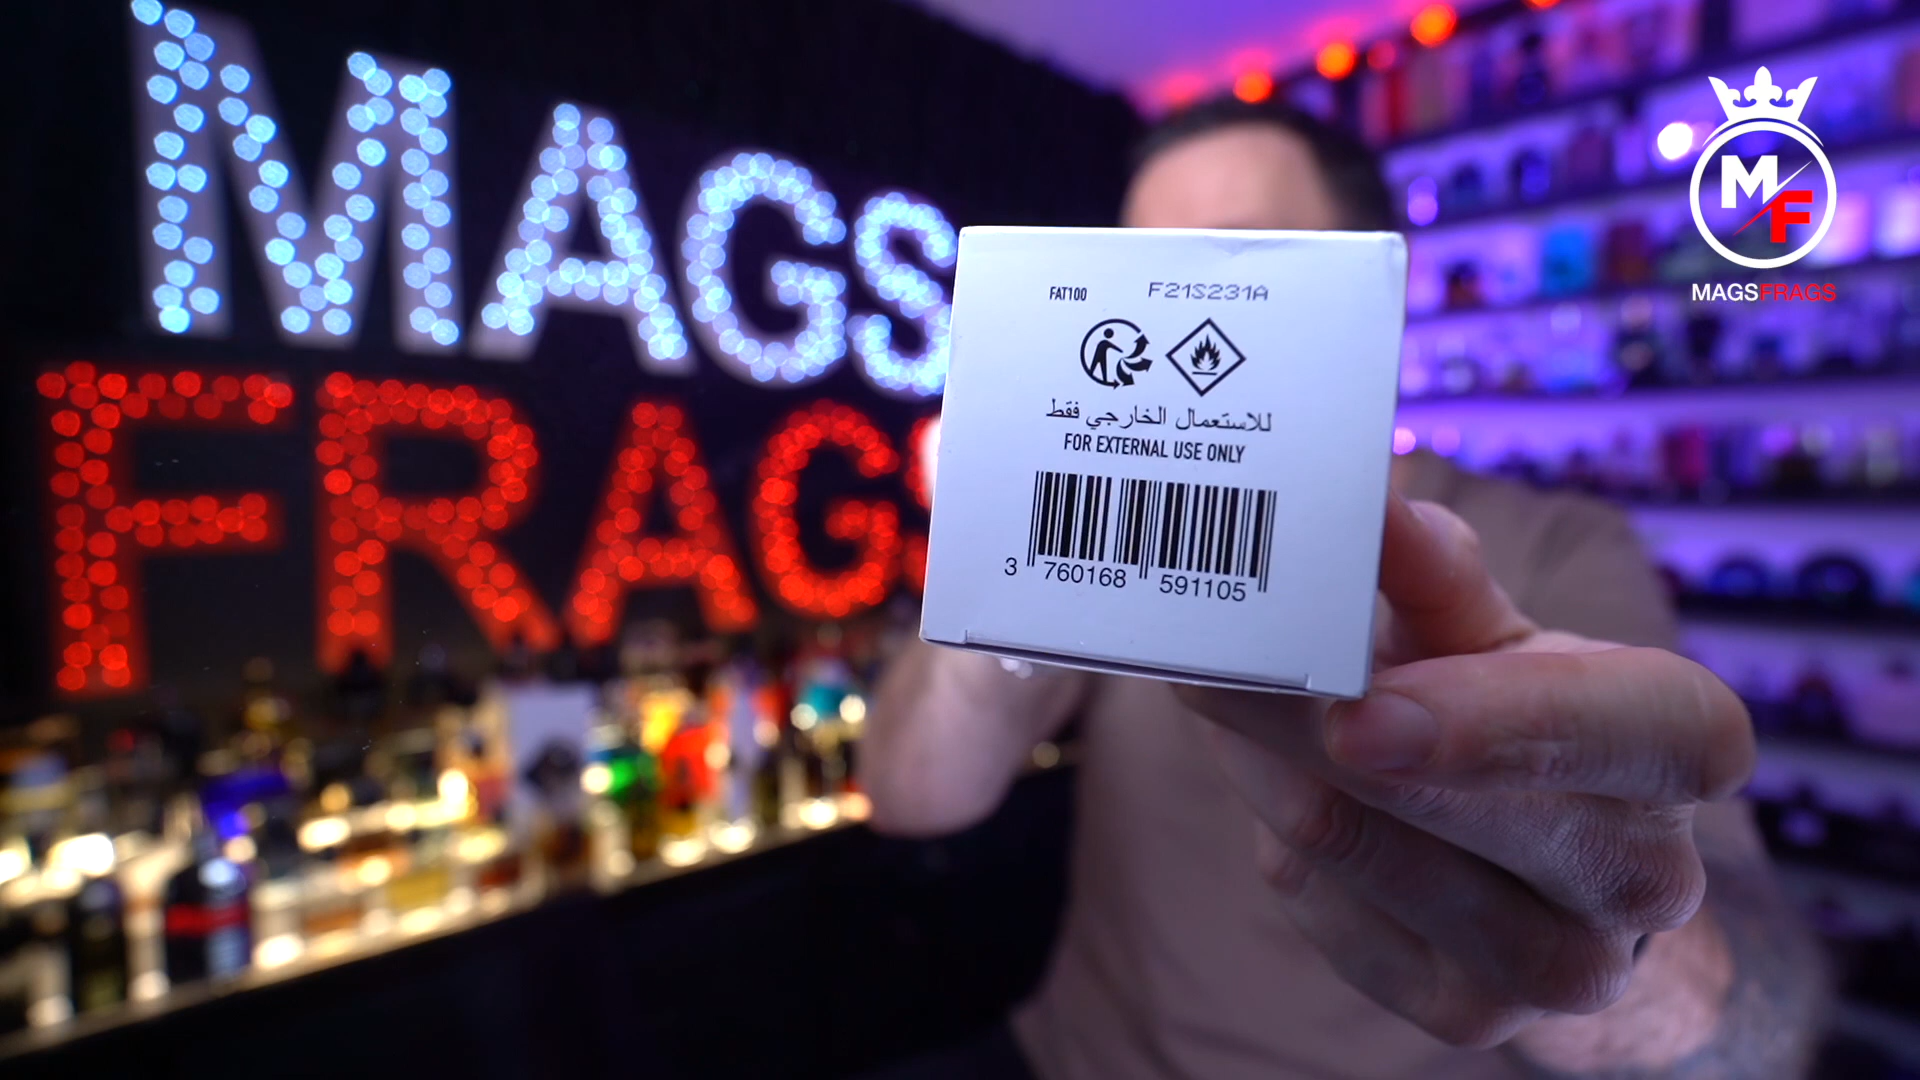 MAGS
FRAGS
MF
MAGSFRAGS
FAT100 F21S231A
للاستعمال الخارجي فقط
FOR EXTERNAL USE ONLY
3 760168 591105